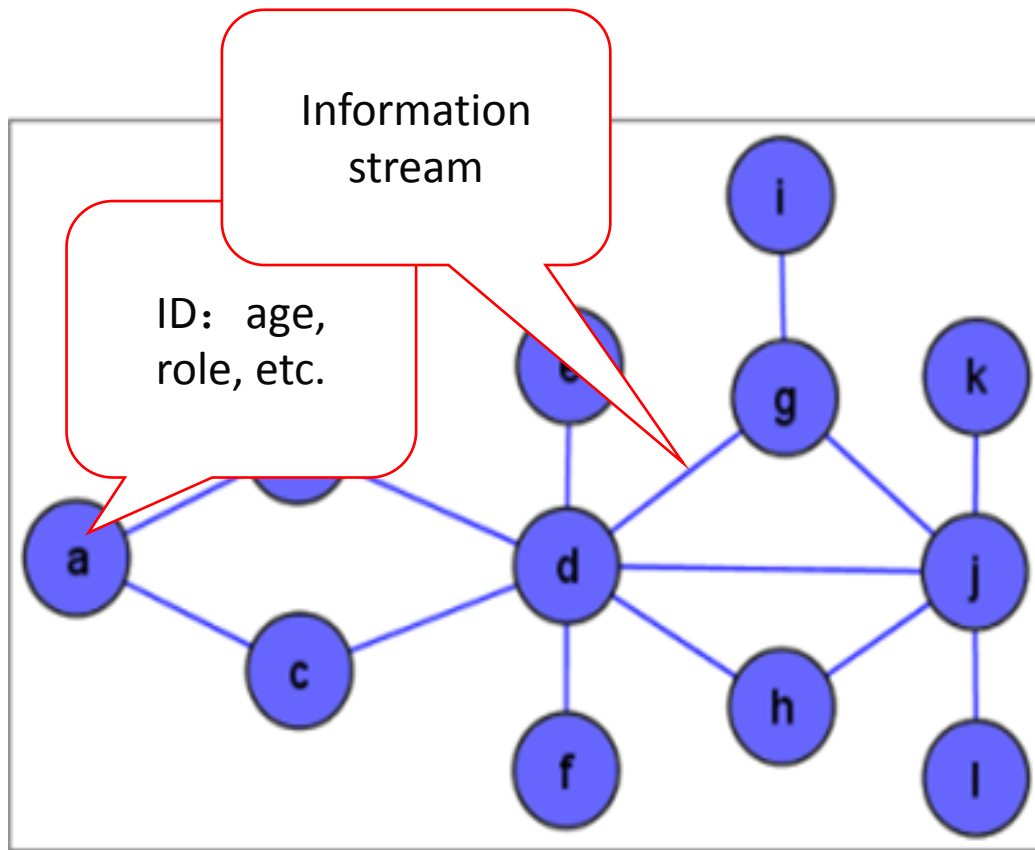 Information
stream
ID： age,
role, etc.
i
e
g
k
a
d
j
c
h
f
l